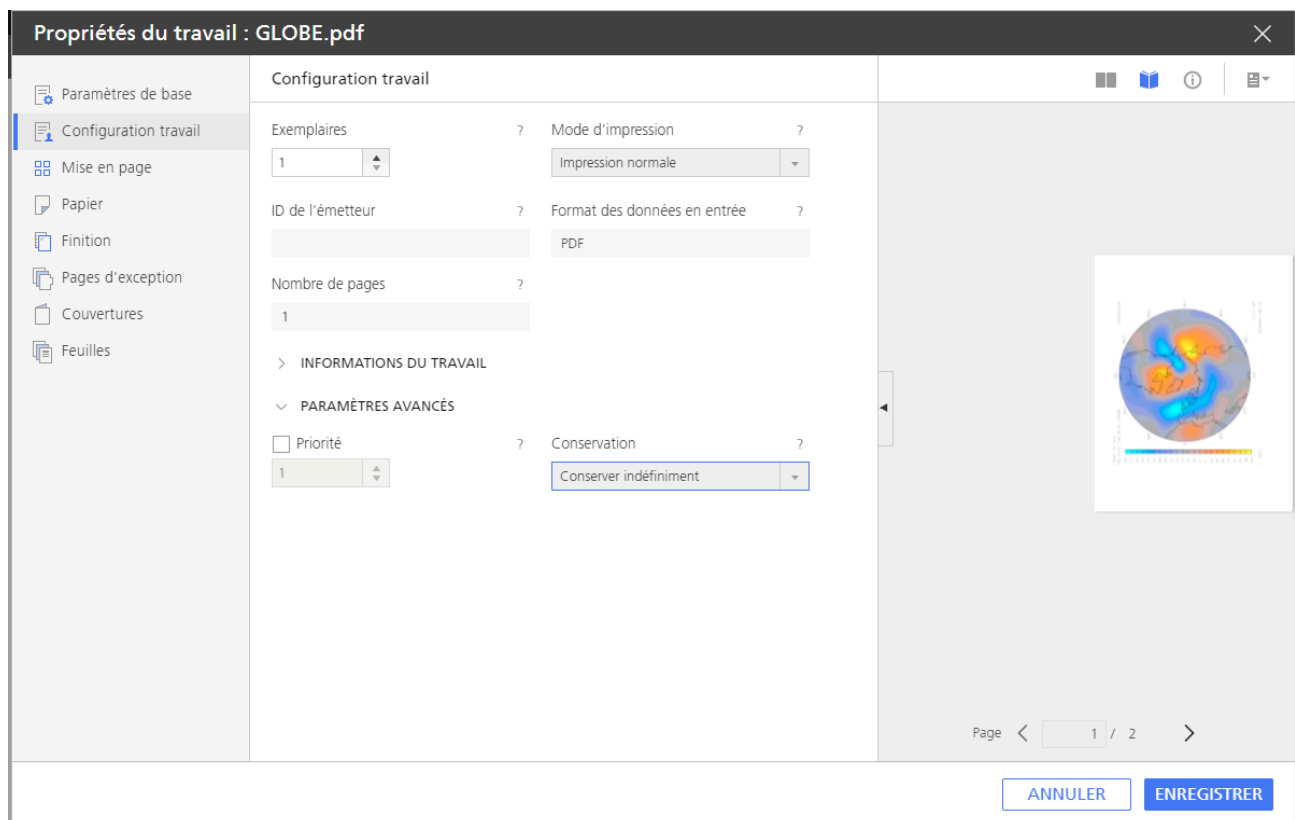 Propriétés du travail : GLOBE.pdf
Paramètres de base
Configuration travail
Mise en page
Papier
Finition
Pages d'exception
Couvertures
Feuilles
Configuration travail
Exemplaires ? Mode d'impression ?
1 Impression normale
ID de l'émetteur ? Format des données en entrée ?
PDF
Nombre de pages ?
1
INFORMATIONS DU TRAVAIL
PARAMÈTRES AVANCÉS
Priorité ? Conservation ?
1 Conserver indéfiniment
Page 1 / 2
ANNULER ENREGISTRER